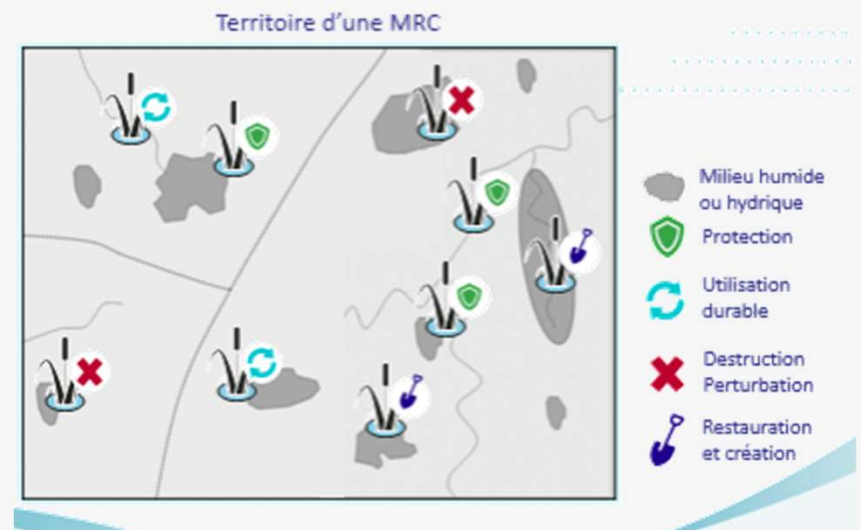 Territoire d'une MRC
Milieu humide
ou hydrique
Protection
Utilisation
durable
Destruction
Perturbation
Restauration
et création